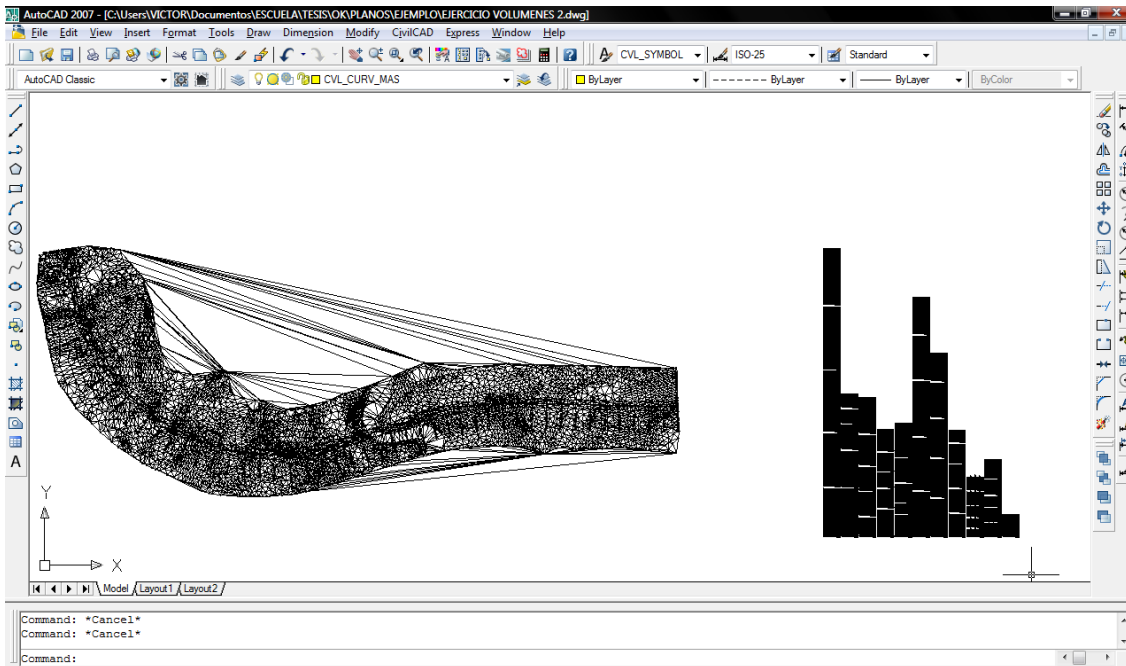 AutoCAD 2007 - [C:\Users\VICTOR\Documentos\ESCUELA\TESIS\OK\PLANOS\EJEMPLO\EJERCICIO VOLUMENES 2.dwg]
File Edit View Insert Format Tools Draw Dimension Modify CivilCAD Express Window Help
CVL_SYMBOL ISO-25 Standard
AutoCAD Classic CVL_CURV_MAS ByLayer ByLayer ByLayer ByColor
A
Y
X
Model Layout1 Layout2
Command: *Cancel*
Command: *Cancel*
Command: